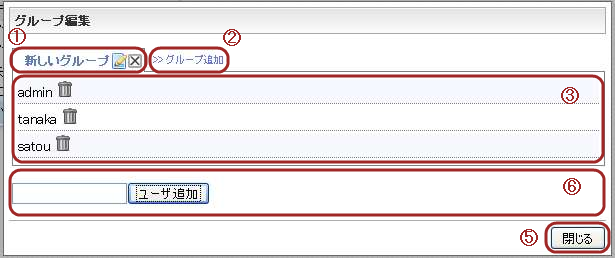 グループ編集
① ②
新しいグループ >> グループ追加
admin ③
tanaka
satou
ユーザ追加 ⑥
⑤ 閉じる